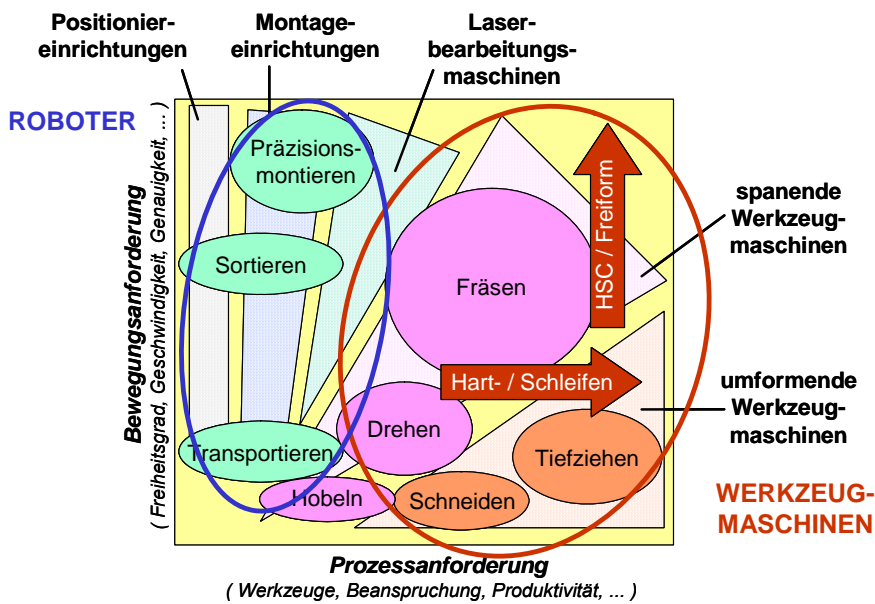 Positionier-
einrichtungen
Montage-
einrichtungen
Laser-
bearbeitungs-
maschinen
ROBOTER
Präzisions-
montieren
Sortieren
Transportieren
Fräsen
Drehen
Hobeln
Schneiden
Tiefziehen
HSC / Freiform
Hart- / Schleifen
spanende
Werkzeug-
maschinen
umformende
Werkzeug-
maschinen
WERKZEUG-
MASCHINEN
Bewegungsanforderung
( Freiheitsgrad, Geschwindigkeit, Genauigkeit, ... )
Prozessanforderung
( Werkzeuge, Beanspruchung, Produktivität, ... )